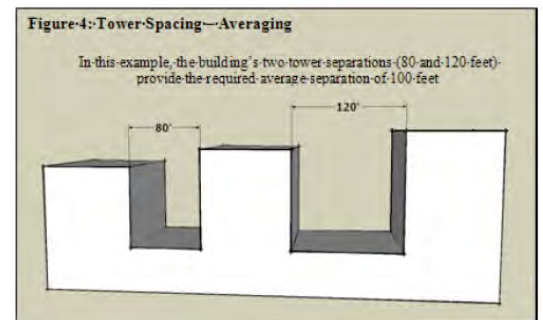 Figure 4: Tower Spacing — Averaging
In this example, the building's two tower separations (80 and 120 feet)
provide the required average separation of 100 feet
120'
80'